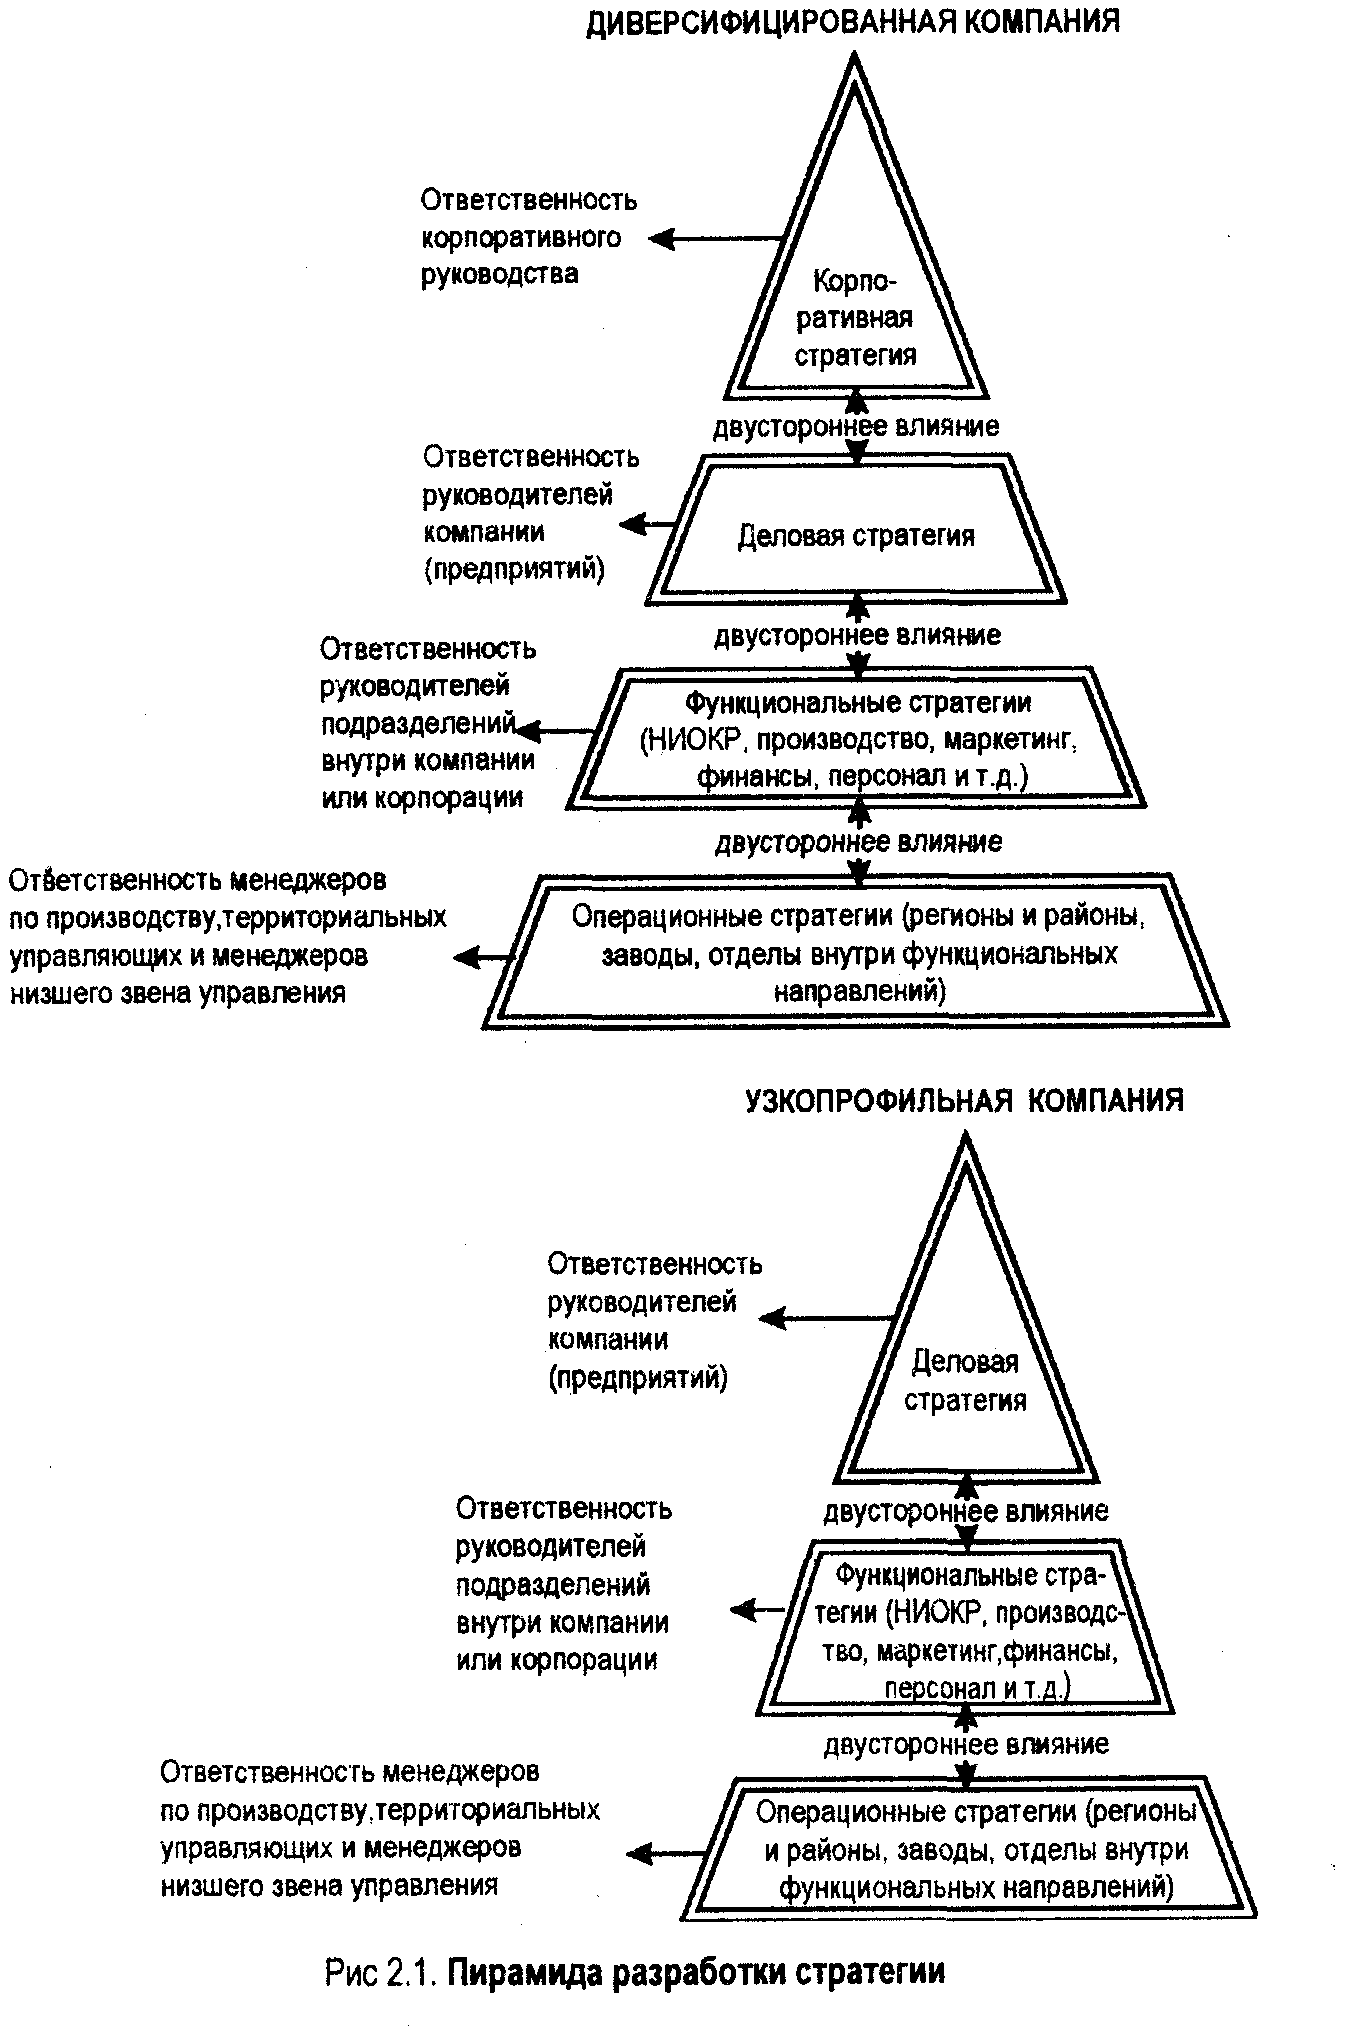 ДИВЕРСИФИЦИРОВАННАЯ КОМПАНИЯ
Ответственность
корпоративного
руководства
Корпо-
ративная
стратегия
двустороннее влияние
Ответственность
руководителей
компании
(предприятий)
Деловая стратегия
двустороннее влияние
Ответственность
руководителей
подразделений
внутри компании
или корпорации
Функциональные стратегии
(НИОКР, производство, маркетинг,
финансы, персонал и т.д.)
двустороннее влияние
Ответственность менеджеров
по производству,территориальных
управляющих и менеджеров
низшего звена управления
Операционные стратегии (регионы и районы,
заводы, отделы внутри функциональных
направлений)
УЗКОПРОФИЛЬНАЯ КОМПАНИЯ
Ответственность
руководителей
компании
(предприятий)
Деловая
стратегия
двустороннее влияние
Ответственность
руководителей
подразделений
внутри компании
или корпорации
Функциональные стра-
тегии (НИОКР, производс-
тво, маркетинг,финансы,
персонал и т.д.)
двустороннее влияние
Ответственность менеджеров
по производству,территориальных
управляющих и менеджеров
низшего звена управления
Операционные стратегии (регионы
и районы, заводы, отделы внутри
функциональных направлений)
Рис 2.1. Пирамида разработки стратегии